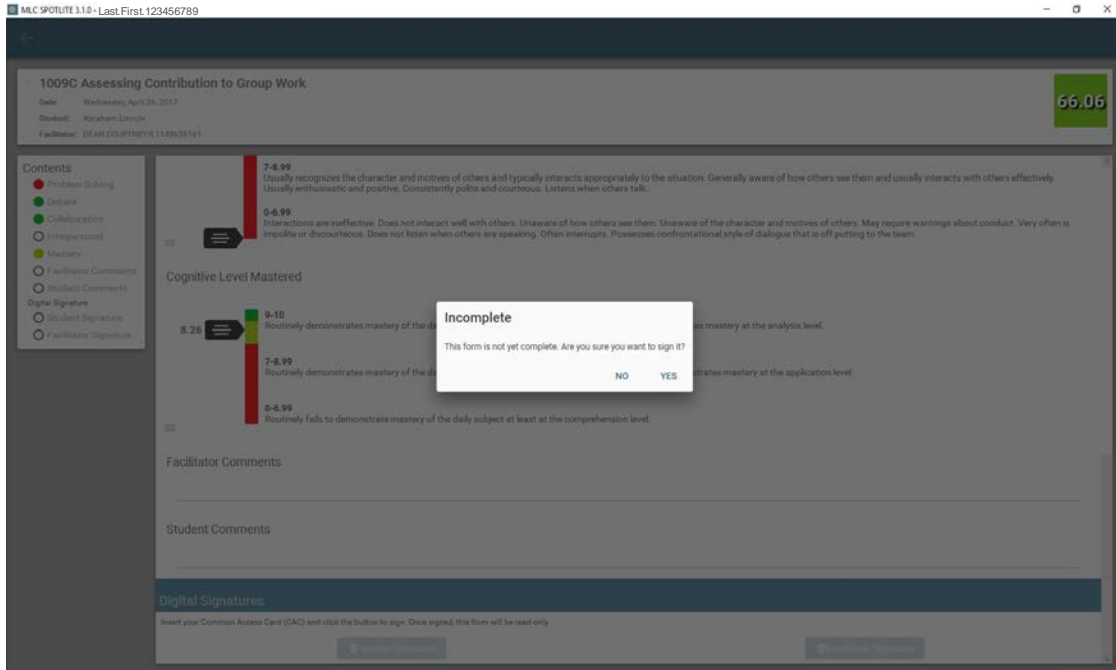 MLC SPOTLITE 3.1.0 - Last.First.123456789
1009C Assessing Contribution to Group Work
66.06
Date: Wednesday, April 26, 2017
Student: Abraham Lincoln
Facilitator: DEAN.COURTNEY.R.
Contents
Problem Solving
Debate
Collaboration
Interpersonal
Mastery
Facilitator Comments
Student Comments
Digital Signature
Student Signature
Facilitator Signature
7-8.99
Usually recognizes the character and motives of others and typically interacts appropriately to the situation. Generally aware of how others see them and usually interacts with others effectively.
Usually enthusiastic and positive. Consistently polite and courteous. Listens when others talk.
0-6.99
Interactions are ineffective. Does not interact well with others. Unaware of how others see them. Unaware of the character and motives of others. May require warnings about conduct. Very often is
impolite or discourteous. Does not listen when others are speaking. Often interrupts. Possesses confrontational style of dialogue that is off putting to the team.
Cognitive Level Mastered
8.26
9-10
Routinely demonstrates mastery of the da
es mastery at the analysis level.
7-8.99
Routinely demonstrates mastery of the da
strates mastery at the application level.
0-6.99
Routinely fails to demonstrate mastery of the daily subject at least at the comprehension level.
Incomplete
This form is not yet complete. Are you sure you want to sign it?
NO YES
Facilitator Comments
Student Comments
Digital Signatures
Insert your Common Access Card (CAC) and click the button to sign. Once signed, this form will be read-only
Student Signature
Facilitator Signature